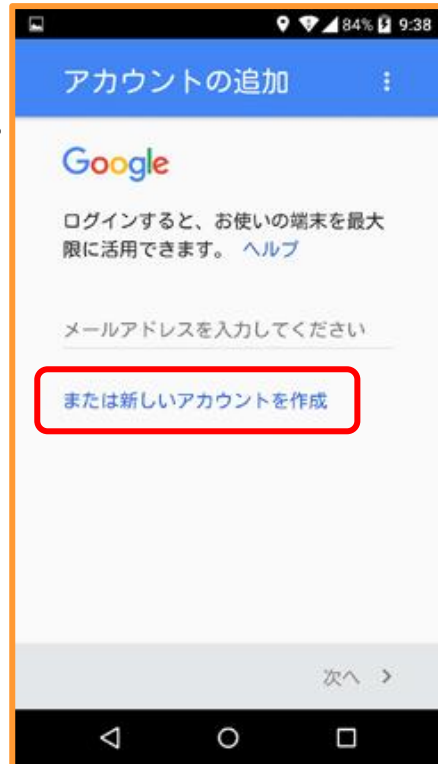 84% 9:38
アカウントの追加
Google
ログインすると、お使いの端末を最大
限に活用できます。 ヘルプ
メールアドレスを入力してください
または新しいアカウントを作成
次へ